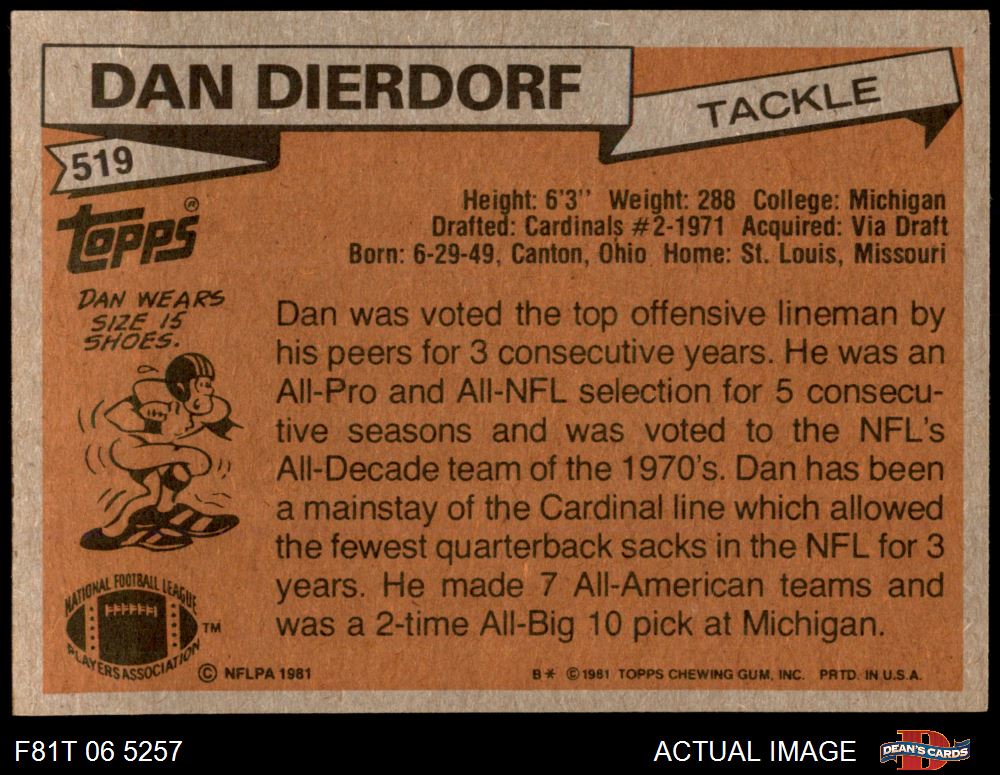 DAN DIERDORF
TACKLE
519
TOPPS®
Height: 6'3'' Weight: 288 College: Michigan
Drafted: Cardinals #2-1971 Acquired: Via Draft
Born: 6-29-49, Canton, Ohio Home: St. Louis, Missouri
DAN WEARS
SIZE 15
SHOES.
Dan was voted the top offensive lineman by
his peers for 3 consecutive years. He was an
All-Pro and All-NFL selection for 5 consecu-
tive seasons and was voted to the NFL's
All-Decade team of the 1970's. Dan has been
a mainstay of the Cardinal line which allowed
the fewest quarterback sacks in the NFL for 3
years. He made 7 All-American teams and
was a 2-time All-Big 10 pick at Michigan.
NATIONAL FOOTBALL LEAGUE
PLAYERS ASSOCIATION
TM
© NFLPA 1981
B* © 1981 TOPPS CHEWING GUM, INC. PRTD. IN U.S.A.
F81T 06 5257
ACTUAL IMAGE
D
DEAN'S CARDS